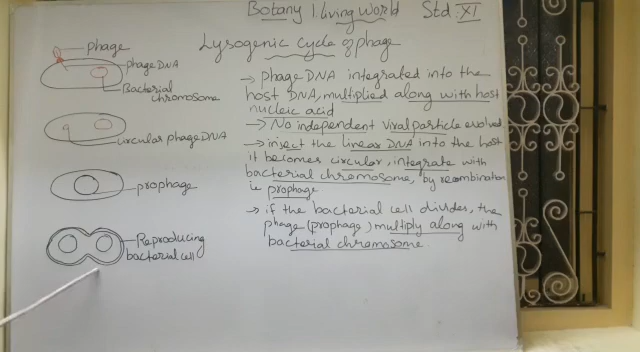 Botany | Living World Std : XI
Lysogenic Cycle of phage
phage
phage DNA
Bacterial
chromosome
circular phage DNA
prophage
Reproducing
bacterial cell
→ phage DNA integrated into the
host DNA, multiplied along with host
nucleic acid
→ No independent viral particle evolved
→ insect the linear DNA into the host
it becomes circular, integrate with
bacterial chromosome, by recombination
ie prophage
→ if the bacterial cell divides, the
phage (prophage) multiply along with
bacterial chromosome.